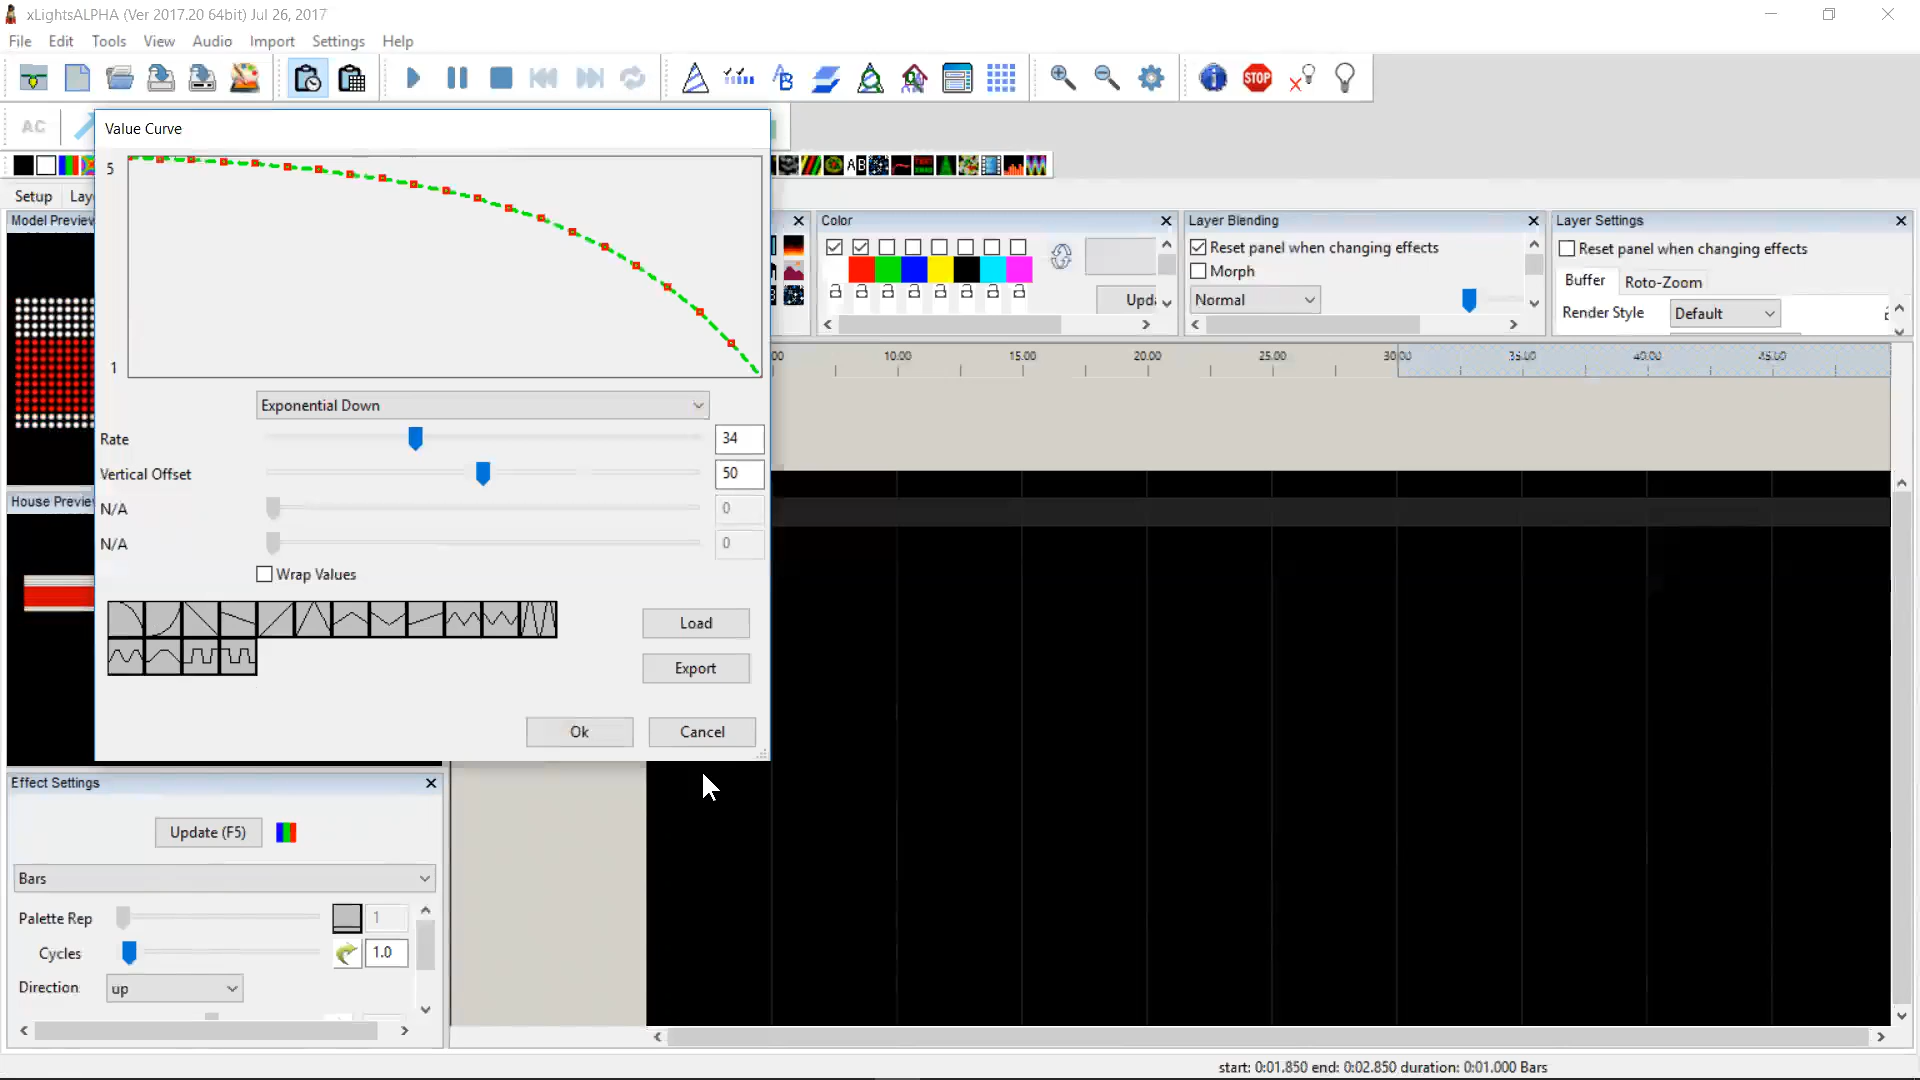 xLightsALPHA (Ver 2017.20 64bit) Jul 26, 2017
File Edit Tools View Audio Import Settings Help
AC
Value Curve
5
1
Exponential Down
Rate 34
Vertical Offset 50
N/A 0
N/A 0
Wrap Values
Load
Export
Ok Cancel
Setup Lay
Model Preview
House Previe
Color
Upda
Layer Blending
Reset panel when changing effects
Morph
Normal
Layer Settings
Reset panel when changing effects
Buffer Roto-Zoom
Render Style Default
00 10.00 15.00 20.00 25.00 30.00 35.00 40.00 45.00
Effect Settings
Update (F5)
Bars
Palette Rep 1
Cycles 1.0
Direction up
start: 0:01.850 end: 0:02.850 duration: 0:01.000 Bars